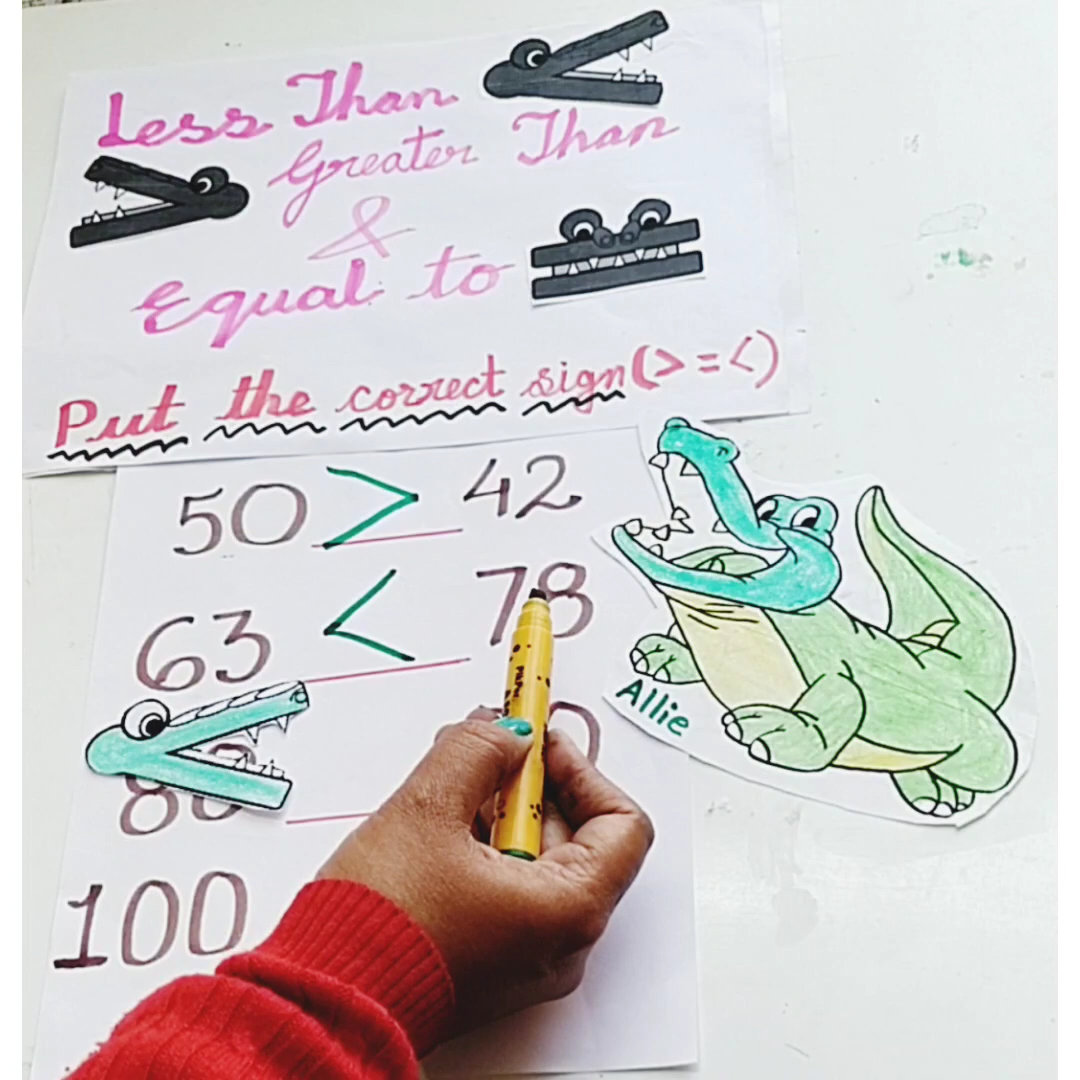 Less Than
Greater Than
&
Equal to
Put the correct sign (> = <)
50 > 42
63 < 78
100
Allie